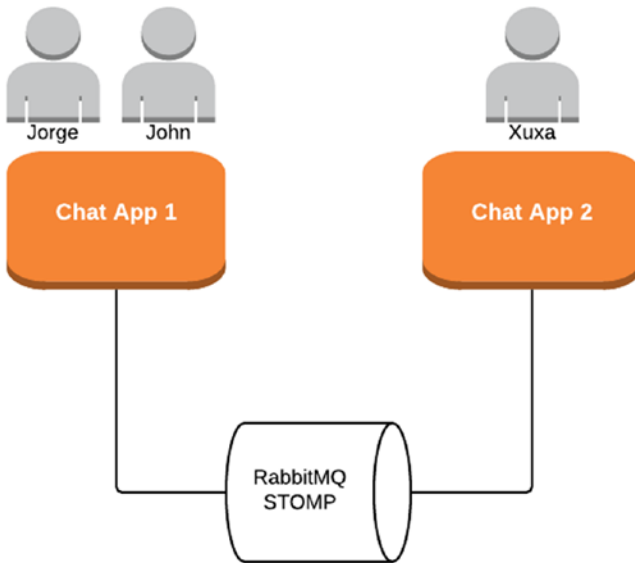 Jorge
John
Xuxa
Chat App 1
Chat App 2
RabbitMQ
STOMP